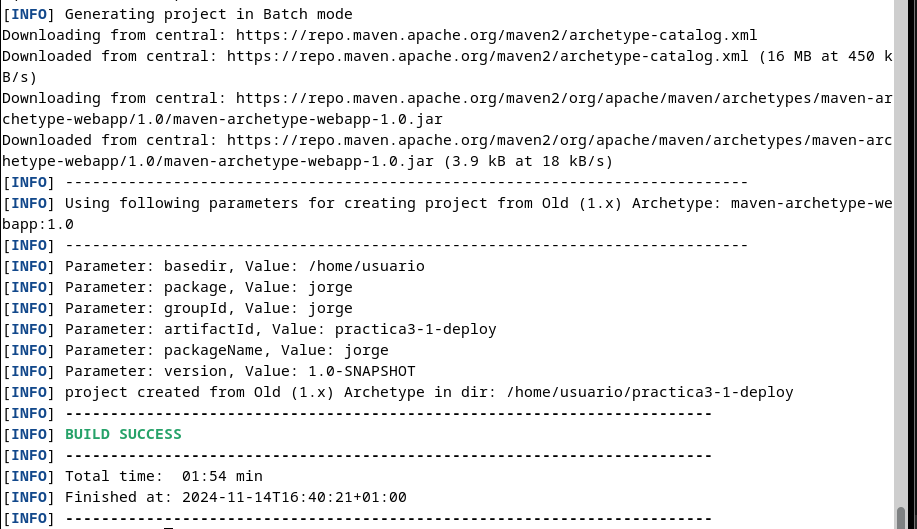 [INFO] Generating project in Batch mode
Downloading from central: https://repo.maven.apache.org/maven2/archetype-catalog.xml
Downloaded from central: https://repo.maven.apache.org/maven2/archetype-catalog.xml (16 MB at 450 k
B/s)
Downloading from central: https://repo.maven.apache.org/maven2/org/apache/maven/archetypes/maven-ar
chetype-webapp/1.0/maven-archetype-webapp-1.0.jar
Downloaded from central: https://repo.maven.apache.org/maven2/org/apache/maven/archetypes/maven-arc
hetype-webapp/1.0/maven-archetype-webapp-1.0.jar (3.9 kB at 18 kB/s)
[INFO] ----------------------------------------------------------------------------
[INFO] Using following parameters for creating project from Old (1.x) Archetype: maven-archetype-we
bapp:1.0
[INFO] ----------------------------------------------------------------------------
[INFO] Parameter: basedir, Value: /home/usuario
[INFO] Parameter: package, Value: jorge
[INFO] Parameter: groupId, Value: jorge
[INFO] Parameter: artifactId, Value: practica3-1-deploy
[INFO] Parameter: packageName, Value: jorge
[INFO] Parameter: version, Value: 1.0-SNAPSHOT
[INFO] project created from Old (1.x) Archetype in dir: /home/usuario/practica3-1-deploy
[INFO] ------------------------------------------------------------------------
[INFO] BUILD SUCCESS
[INFO] ------------------------------------------------------------------------
[INFO] Total time:  01:54 min
[INFO] Finished at: 2024-11-14T16:40:21+01:00
[INFO] ------------------------------------------------------------------------